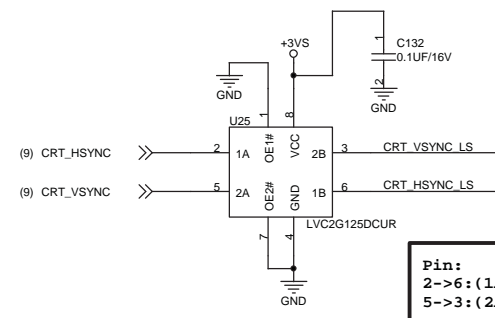 +3VS
1
C132
0.1UF/16V
2
GND
GND
U25
1
8
OE1#
VCC
(9) CRT_HSYNC
2
1A
2B
3
CRT_VSYNC_LS
(9) CRT_VSYNC
5
2A
1B
6
CRT_HSYNC_LS
OE2#
GND
LVC2G125DCUR
7
4
GND
Pin:
2->6:(1
5->3:(2